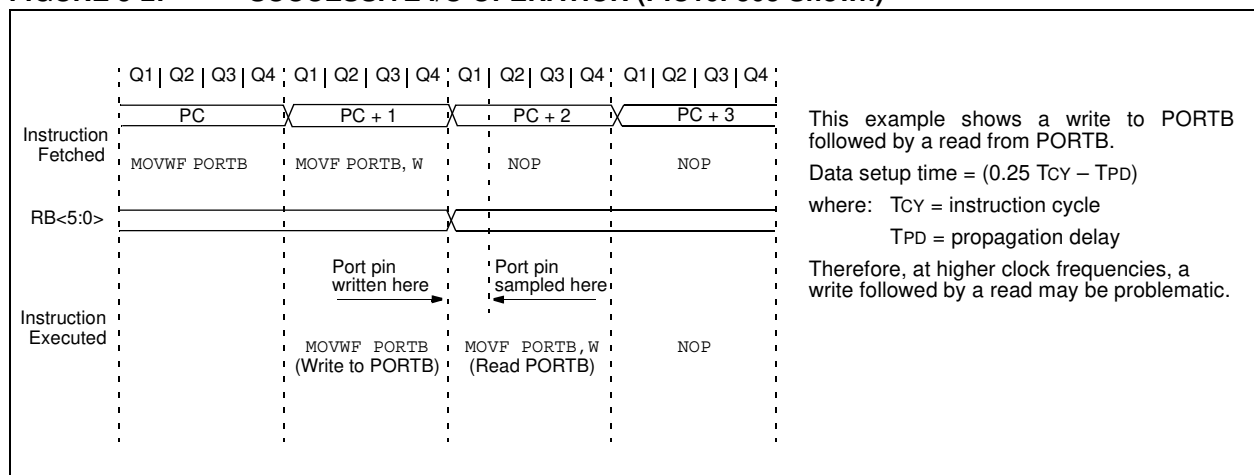 Q1 | Q2 | Q3 | Q4 Q1 | Q2 | Q3 | Q4 Q1 | Q2 | Q3 | Q4 Q1 | Q2 | Q3 | Q4
Instruction
Fetched
PC PC + 1 PC + 2 PC + 3
MOVWF PORTB MOVF PORTB, W NOP NOP
RB<5:0>
Port pin
written here
Port pin
sampled here
Instruction
Executed
MOVWF PORTB
(Write to PORTB)
MOVF PORTB,W
(Read PORTB)
NOP
This example shows a write to PORTB
followed by a read from PORTB.
Data setup time = (0.25 TCY – TPD)
where: TCY = instruction cycle
TPD = propagation delay
Therefore, at higher clock frequencies, a
write followed by a read may be problematic.